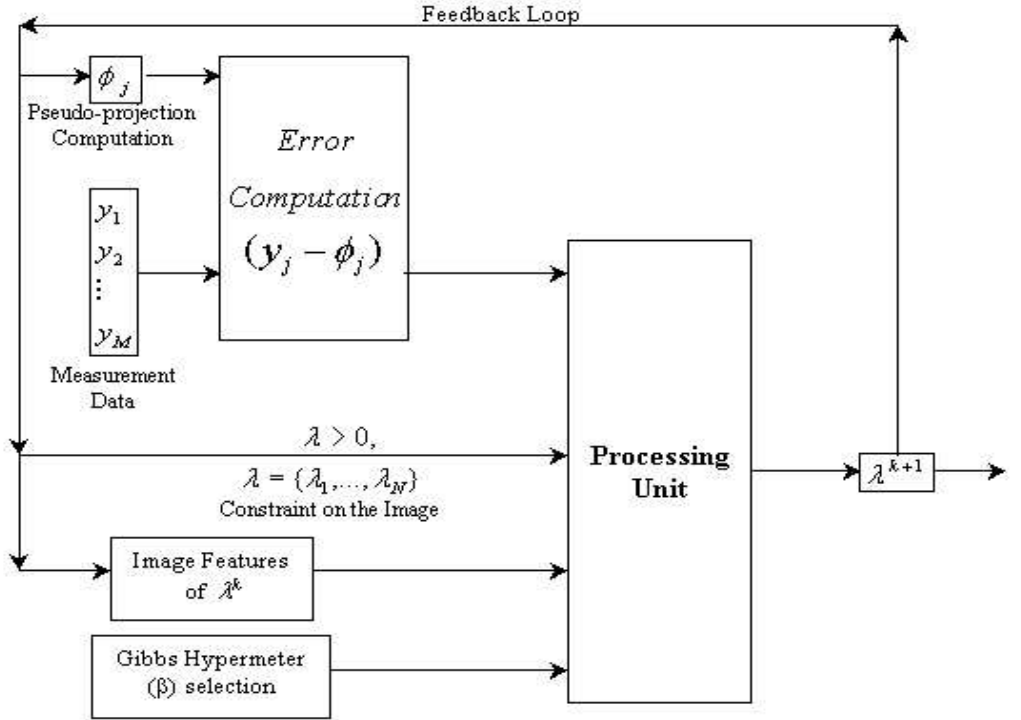 Feedback Loop
ϕ_j
Pseudo-projection
Computation
Error
Computation
(y_j − ϕ_j)
y_1
y_2
⋮
y_M
Measurement
Data
λ > 0,
λ = {λ_1,..., λ_N}
Constraint on the Image
Processing
Unit
λ^{k+1}
Image Features
of λ^k
Gibbs Hypermeter
(β) selection